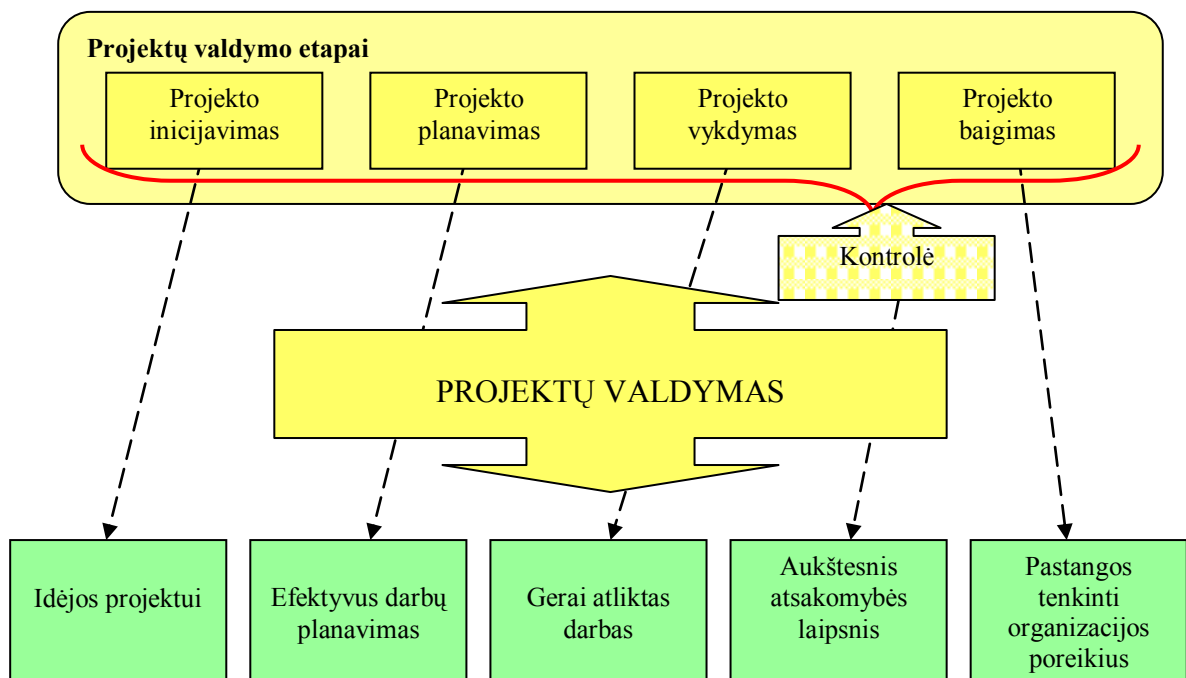 Projektų valdymo etapai
Projekto
inicijavimas
Projekto
planavimas
Projekto
vykdymas
Projekto
baigimas
Kontrolė
PROJEKTŲ VALDYMAS
Idėjos projektui
Efektyvus darbų
planavimas
Gerai atliktas
darbas
Aukštesnis
atsakomybės
laipsnis
Pastangos
tenkinti
organizacijos
poreikius